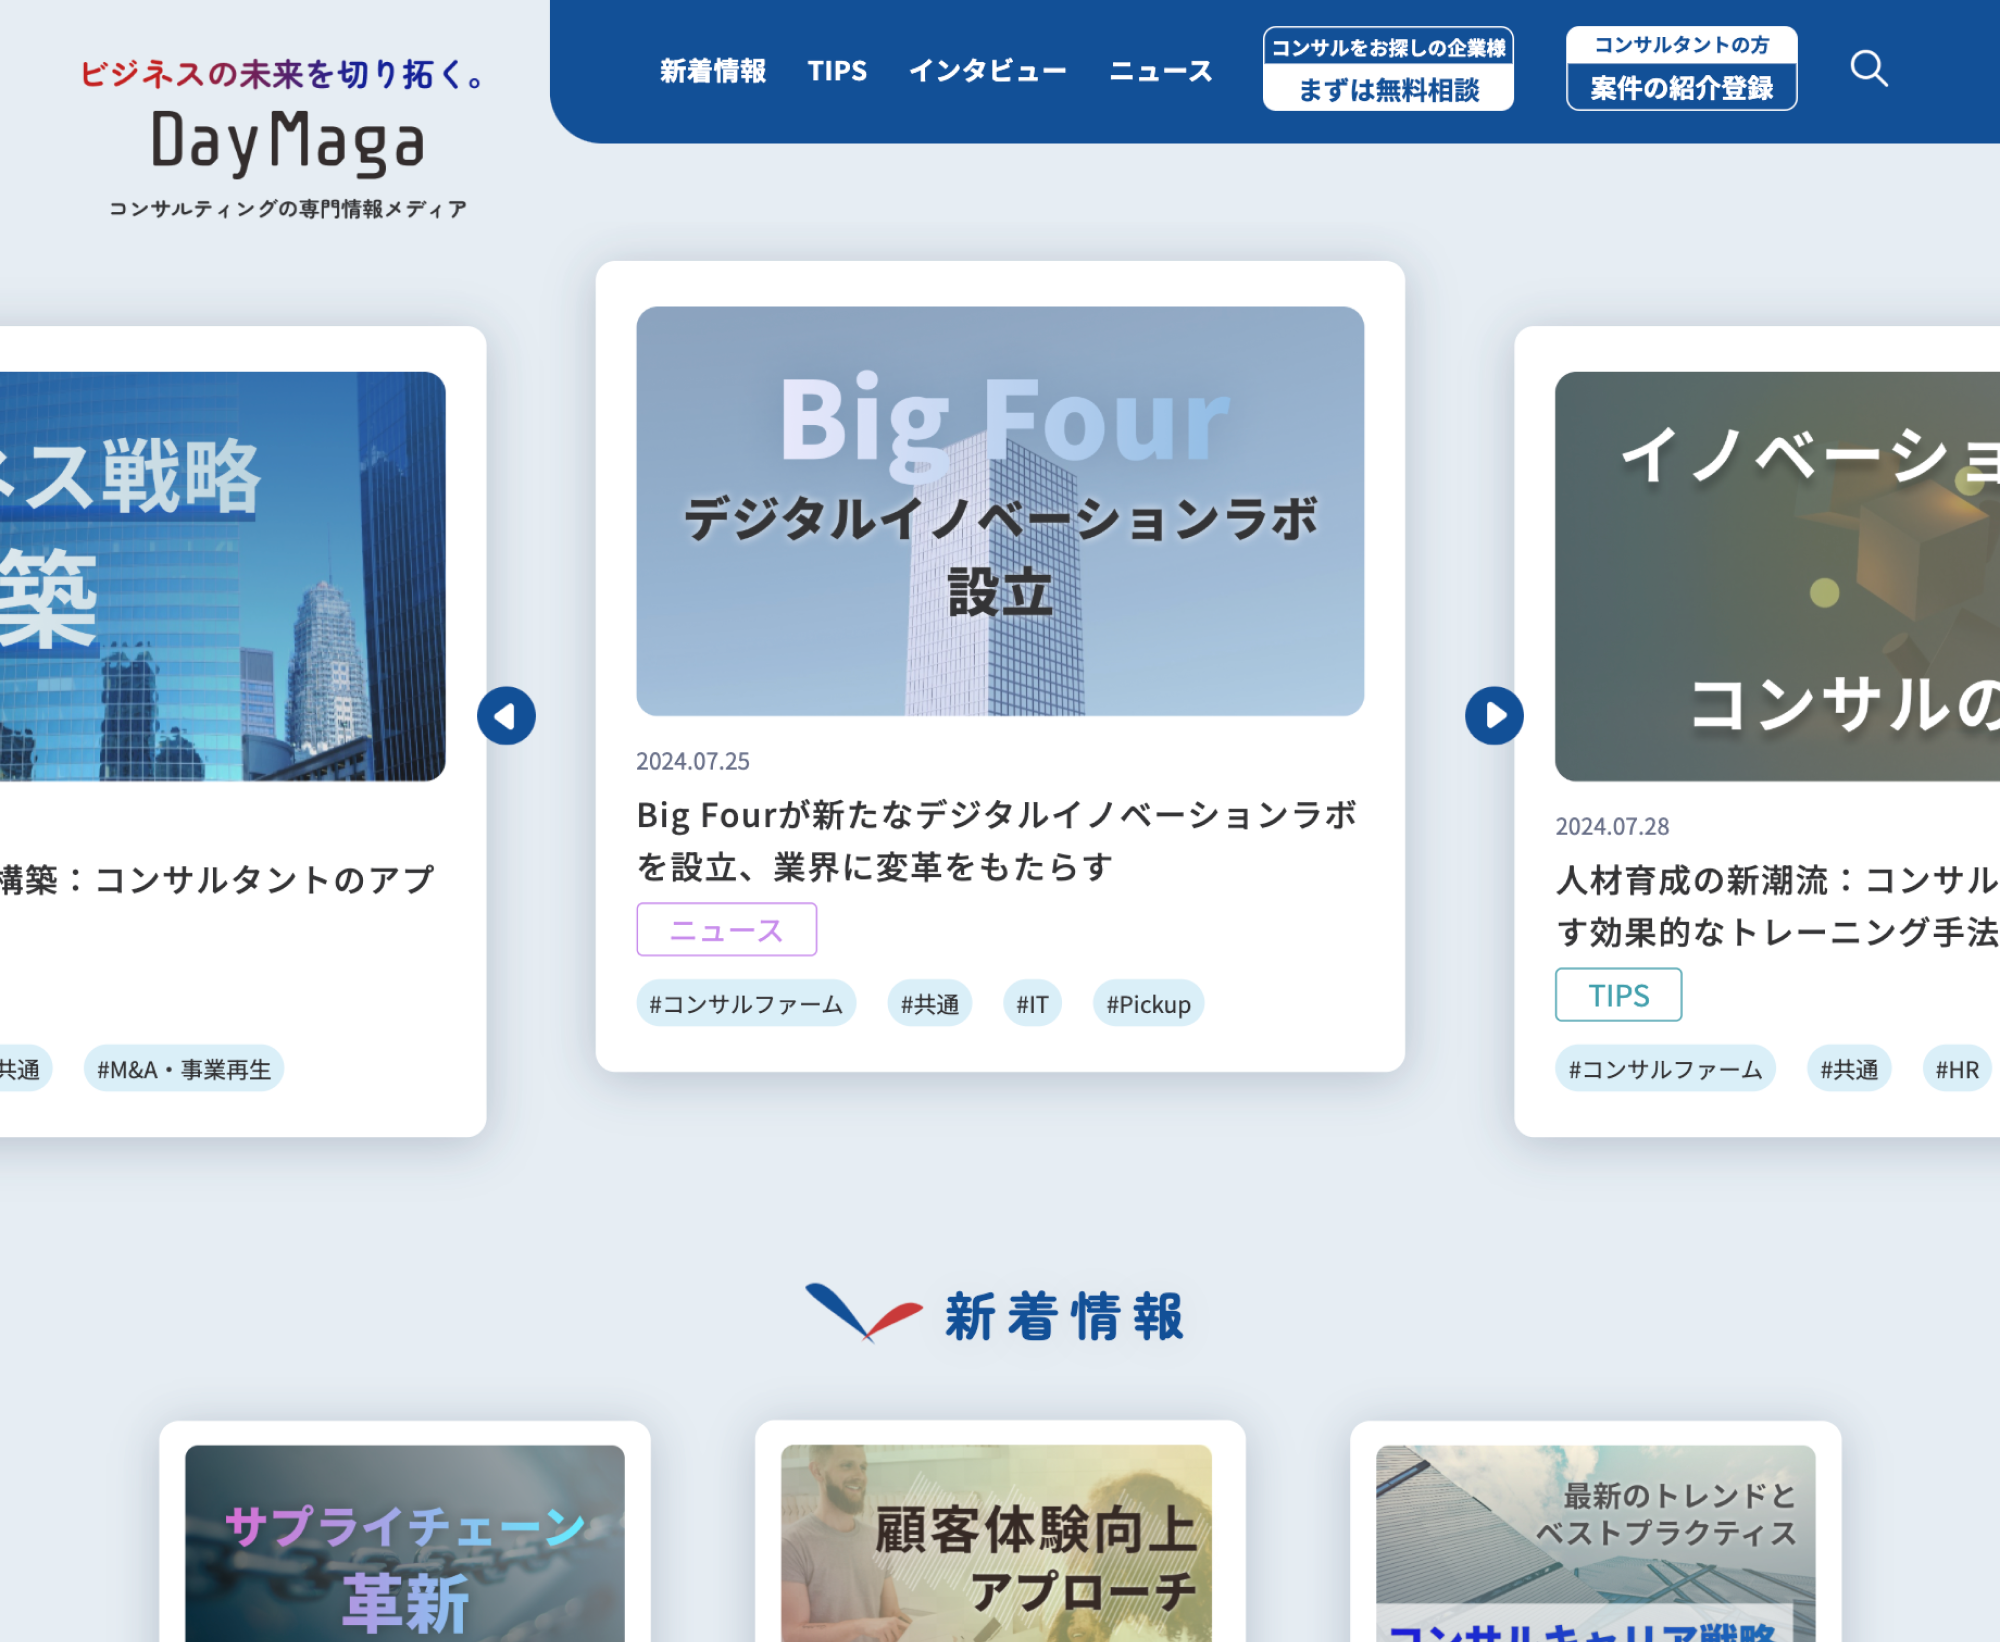 ビジネスの未来を切り拓く。
DayMaga
コンサルティングの専門情報メディア
新着情報
TIPS
インタビュー
ニュース
コンサルをお探しの企業様
まずは無料相談
コンサルタントの方
案件の紹介登録
ス戦略
築
構築：コンサルタントのアプ
共通
#M&A・事業再生
Big Four
デジタルイノベーションラボ
設立
2024.07.25
Big Fourが新たなデジタルイノベーションラボ
を設立、業界に変革をもたらす
ニュース
#コンサルファーム
#共通
#IT
#Pickup
イノベーショ
コンサルの
2024.07.28
人材育成の新潮流：コンサル
す効果的なトレーニング手法
TIPS
#コンサルファーム
#共通
#HR
新着情報
サプライチェーン
革新
顧客体験向上
アプローチ
最新のトレンドと
ベストプラクティス
コンサルキャリア戦略